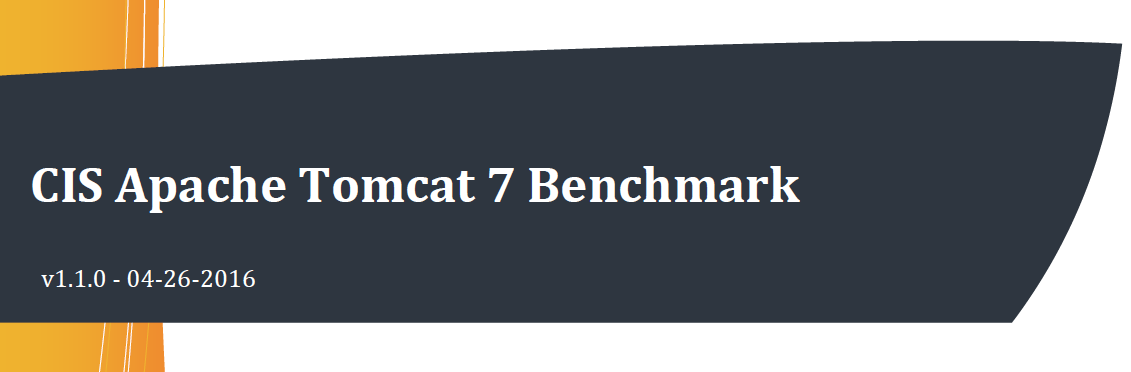 CIS Apache Tomcat 7 Benchmark
v1.1.0 - 04-26-2016